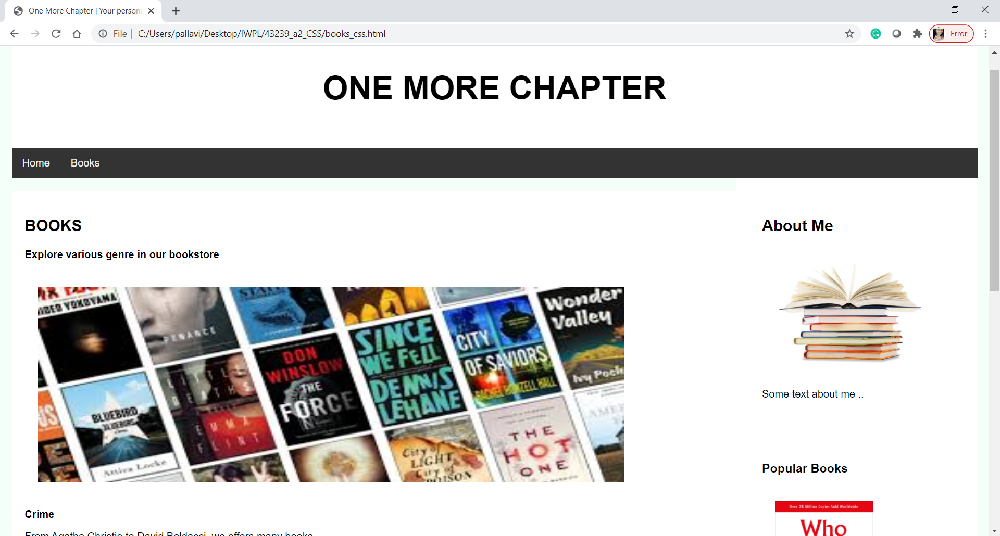 One More Chapter | Your person
File
C:/Users/pallavi/Desktop/IWPL/43239_a2_CSS/books_css.html
Error
ONE MORE CHAPTER
Home
Books
BOOKS
Explore various genre in our bookstore
YOKOYAMA
PENANCE
DON
WINSLOW
THE
FORCE
SINCE
WE FELL
DENNIS
LEHANE
CITY
OF SAVIORS
RACHEL HOWZELL HALL
Wonder
Valley
Ivy Poch
BLUEBIRD
BLUEBIRD
Attica Locke
LITTLE
DEATHS
EMMA
FLINT
City of
LIGHT
City of
POISON
THE
HOT
ONE
Crime
From Agatha Christie to David Baldacci, we offers many books
About Me
Some text about me ..
Popular Books
Over 28 Million Copies Sold Worldwide
Who